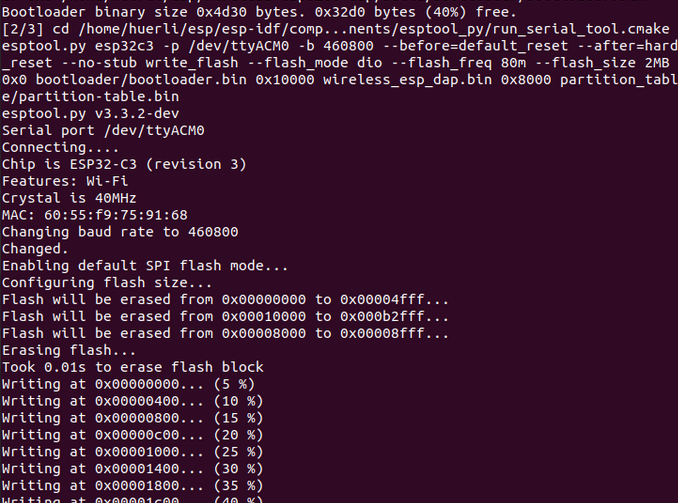 Bootloader binary size 0x4d30 bytes. 0x32d0 bytes (40%) free.
[2/3] cd /home/huerli/esp/esp-idf/comp...nents/esptool_py/run_serial_tool.cmake
esptool.py esp32c3 -p /dev/ttyACM0 -b 460800 --before=default_reset --after=hard
_reset --no-stub write_flash --flash_mode dio --flash_freq 80m --flash_size 2MB
0x0 bootloader/bootloader.bin 0x10000 wireless_esp_dap.bin 0x8000 partition_tabl
e/partition-table.bin
esptool.py v3.3.2-dev
Serial port /dev/ttyACM0
Connecting....
Chip is ESP32-C3 (revision 3)
Features: Wi-Fi
Crystal is 40MHz
MAC: 60:55:f9:75:91:68
Changing baud rate to 460800
Changed.
Enabling default SPI flash mode...
Configuring flash size...
Flash will be erased from 0x00000000 to 0x00004fff...
Flash will be erased from 0x00010000 to 0x000b2fff...
Flash will be erased from 0x00008000 to 0x00008fff...
Erasing flash...
Took 0.01s to erase flash block
Writing at 0x00000000... (5 %)
Writing at 0x00000400... (10 %)
Writing at 0x00000800... (15 %)
Writing at 0x00000c00... (20 %)
Writing at 0x00001000... (25 %)
Writing at 0x00001400... (30 %)
Writing at 0x00001800... (35 %)
Writing at 0x00001c00... (40 %)